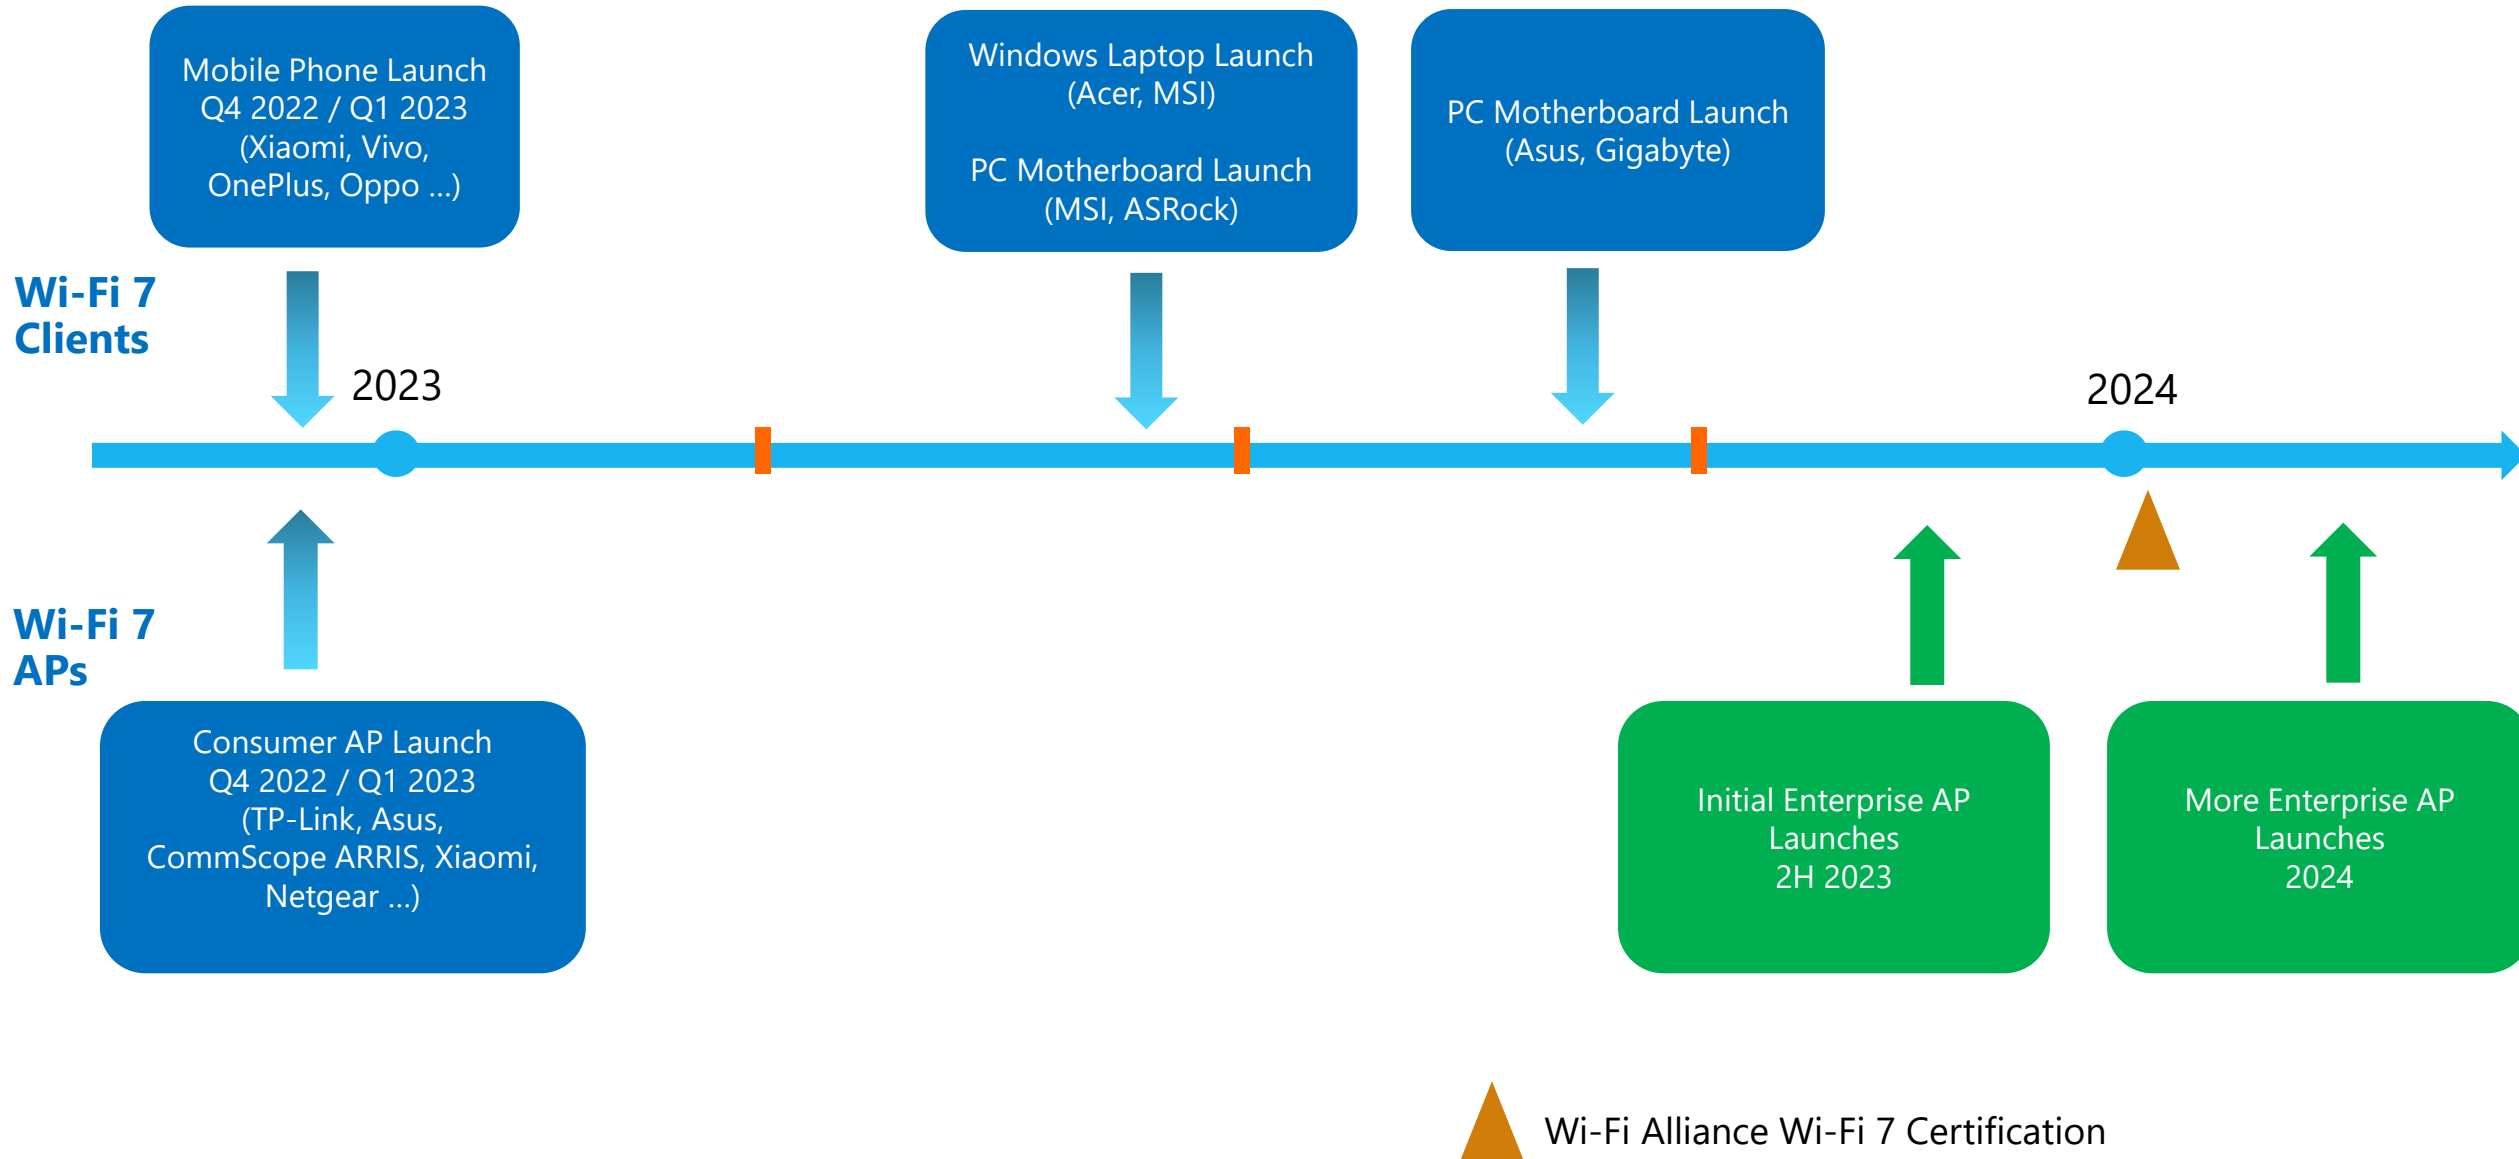 Mobile Phone Launch
Q4 2022 / Q1 2023
(Xiaomi, Vivo,
OnePlus, Oppo ...)
Windows Laptop Launch
(Acer, MSI)
PC Motherboard Launch
(MSI, ASRock)
PC Motherboard Launch
(Asus, Gigabyte)
Wi-Fi 7
Clients
2023
2024
Wi-Fi 7
APs
Consumer AP Launch
Q4 2022 / Q1 2023
(TP-Link, Asus,
CommScope ARRIS, Xiaomi,
Netgear ...)
Initial Enterprise AP
Launches
2H 2023
More Enterprise AP
Launches
2024
Wi-Fi Alliance Wi-Fi 7 Certification